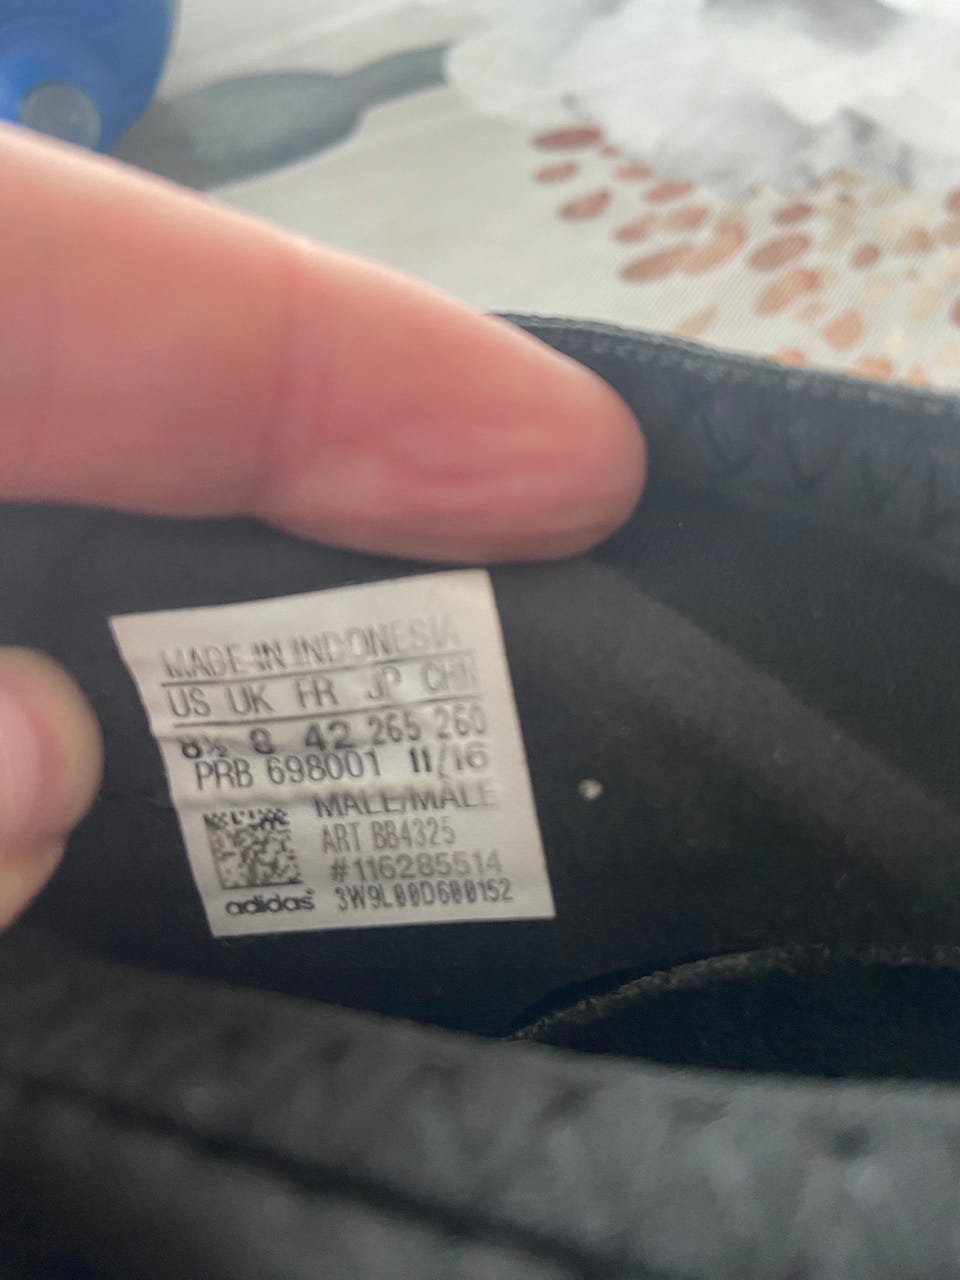 MADE IN INDONESIA
US UK FR JP CHN
8½ 8 42 265 260
PRB 698001 11/16
MALE/MALE
ART BB4325
#116285514
adidas 3W9L00D600152